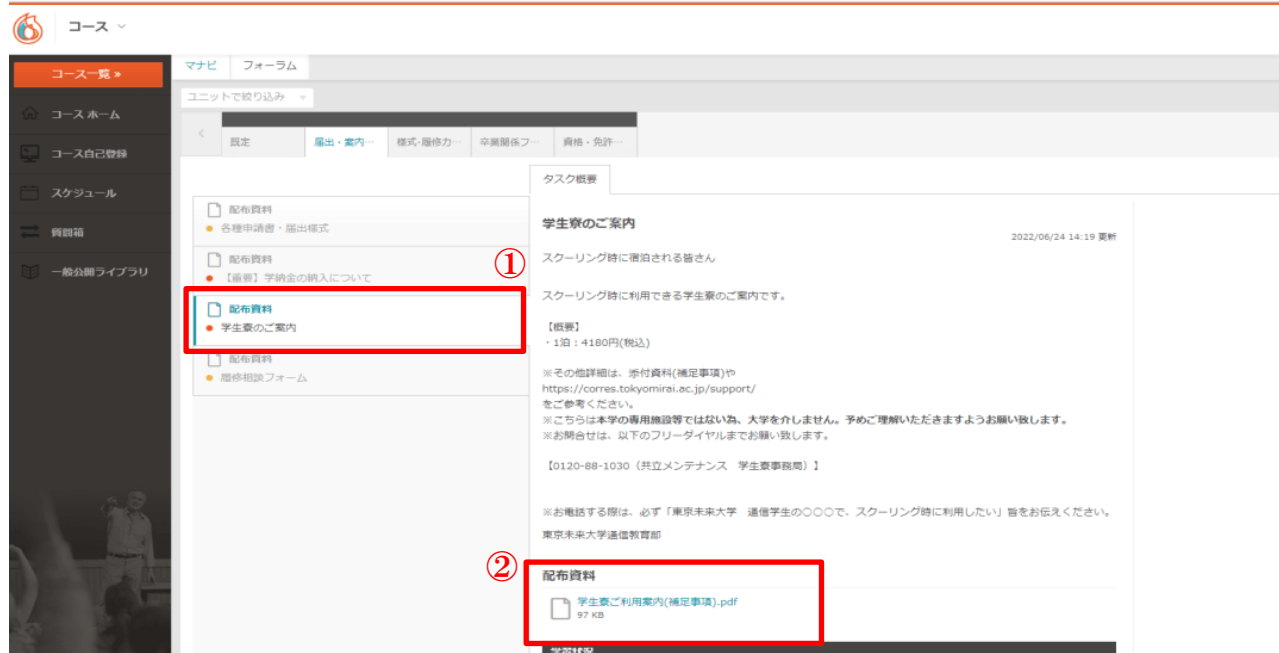 コース
コース一覧 »
コース ホーム
コース自己登録
スケジュール
質問箱
一般公開ライブラリ
マナビ フォーラム
ユニットで絞り込み
既定 届出・案内… 様式・履修カ… 卒業関係フ… 資格・免許…
配布資料
各種申請書・届出様式
配布資料
【重要】学納金の納入について
①
配布資料
学生寮のご案内
配布資料
履修相談フォーム
タスク概要
学生寮のご案内
2022/06/24 14:19 更新
スクーリング時に宿泊される皆さん
スクーリング時に利用できる学生寮のご案内です。
【概要】
・1泊：4180円(税込)
※その他詳細は、添付資料(補足事項)や
https://corres.tokyomirai.ac.jp/support/
をご参考ください。
※こちらは本学の専用施設等ではない為、大学を介しません。予めご理解いただきますようお願い致します。
※お問合せは、以下のフリーダイヤルまでお願い致します。
【0120-88-1030（共立メンテナンス　学生寮事務局）】
※お電話する際は、必ず「東京未来大学　通信学生の〇〇〇で、スクーリング時に利用したい」旨をお伝えください。
東京未来大学通信教育部
②
配布資料
学生寮ご利用案内(補足事項).pdf
97 KB
学習状況